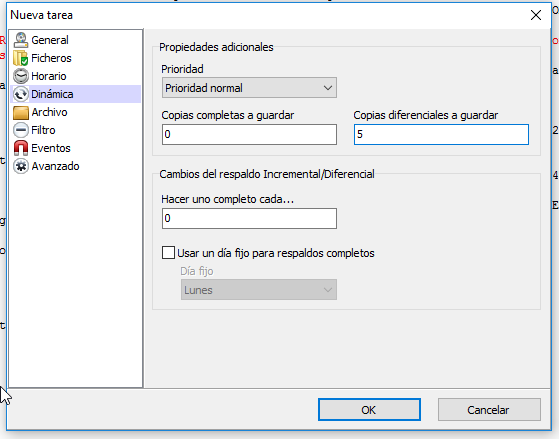 Nueva tarea
General
Ficheros
Horario
Dinámica
Archivo
Filtro
Eventos
Avanzado
Propiedades adicionales
Prioridad
Prioridad normal
Copias completas a guardar
Copias diferenciales a guardar
0
5
Cambios del respaldo Incremental/Diferencial
Hacer uno completo cada...
0
Usar un día fijo para respaldos completos
Día fijo
Lunes
OK
Cancelar